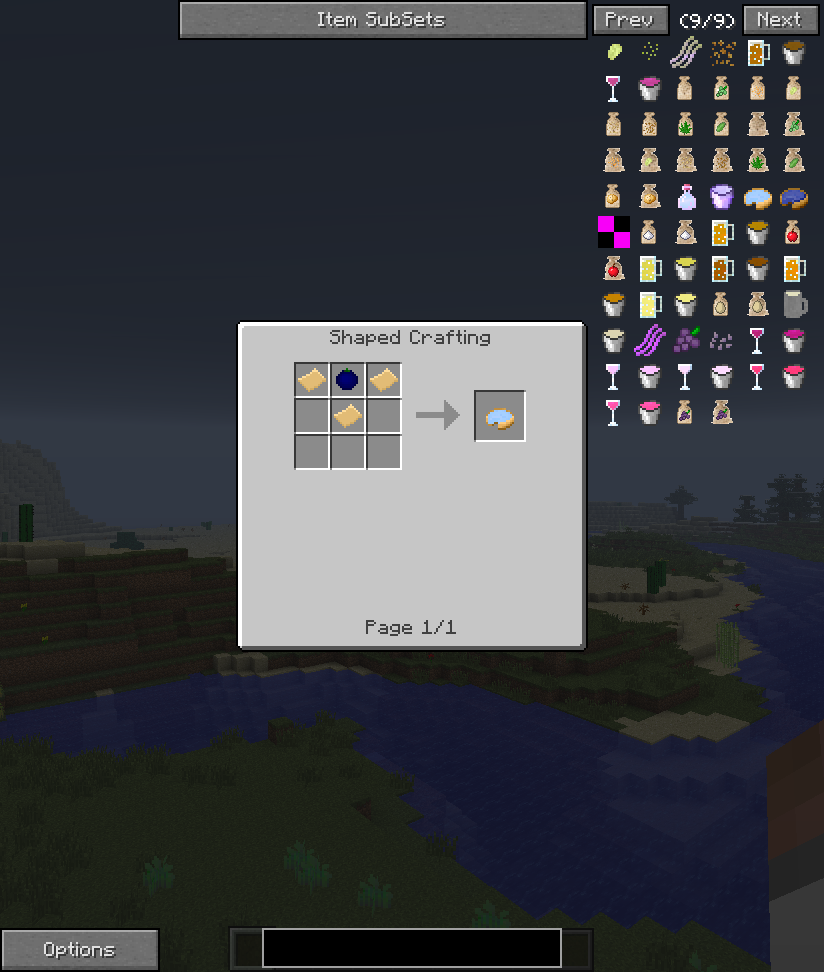 Item SubSets
Prev (9/9) Next
Shaped Crafting
Page 1/1
Options